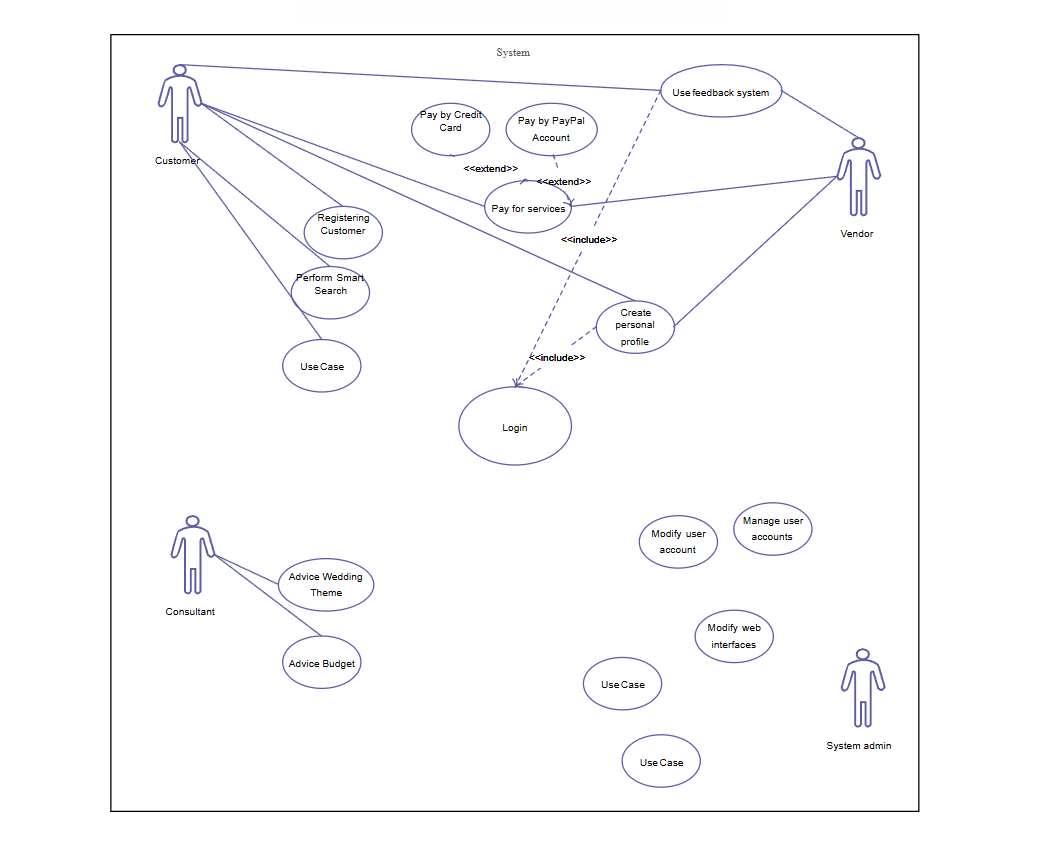 System
Use feedback system
Pay by Credit
Card
Pay by PayPal
Account
Customer
<<extend>>
<<extend>>
Pay for services
Registering
Customer
Vendor
<<include>>
Perform Smart
Search
Create
personal
profile
<<include>>
Use Case
Login
Modify user
account
Manage user
accounts
Advice Wedding
Theme
Consultant
Modify web
interfaces
Advice Budget
Use Case
System admin
Use Case